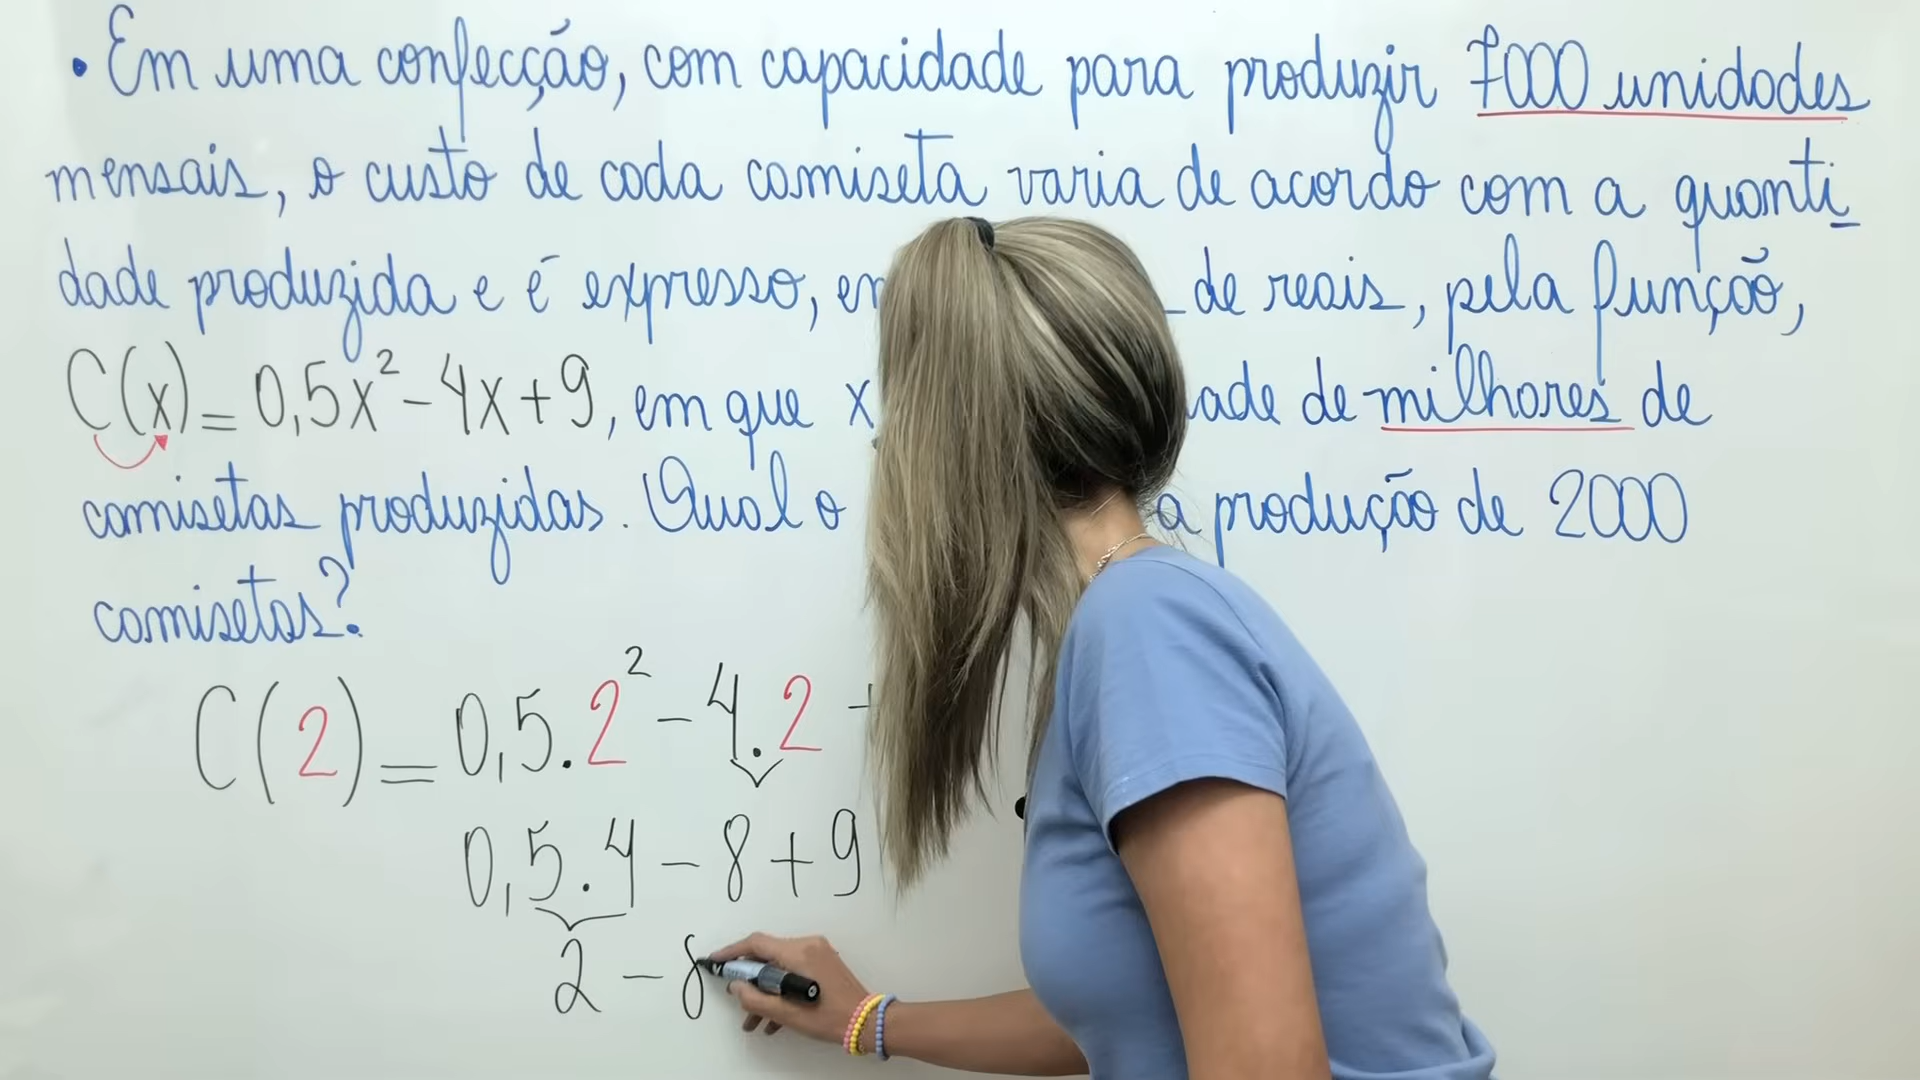 • Em uma confecção, com capacidade para produzir 7000 unidades
mensais, o custo de cada camiseta varia de acordo com a quanti
dade produzida e é expresso, de reais, pela função,
C(x) = 0,5x² - 4x + 9, em que x de milhares de
camisetas produzidas. Qual o a produção de 2000
camisetas?
C(2) = 0,5 . 2² - 4 . 2
0,5 . 4 - 8 + 9
2 - 8